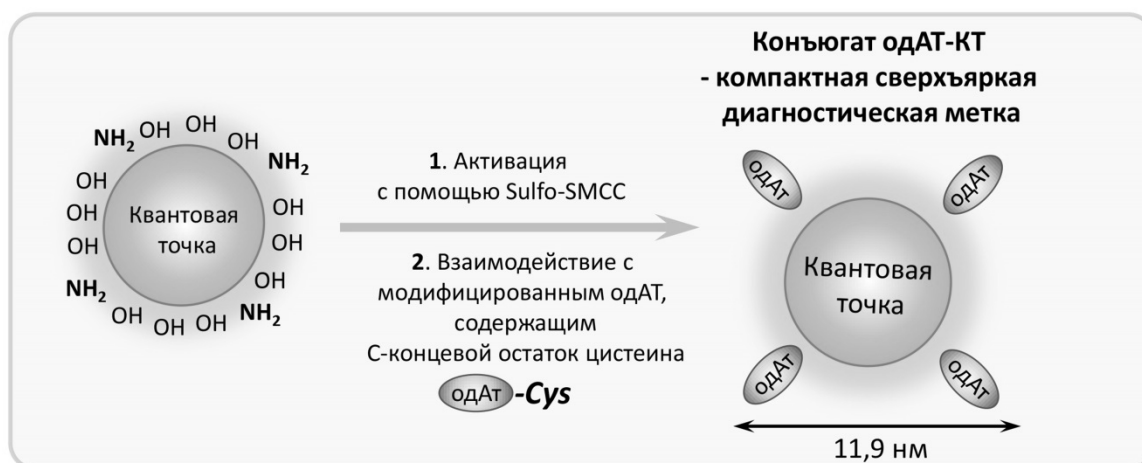 Конъюгат одАТ-КТ
- компактная сверхъяркая
диагностическая метка
NH2
OH
OH
OH
NH2
OH
OH
OH
OH
NH2
OH
OH
OH
OH
OH
OH
NH2
Квантовая
точка
1. Активация
с помощью Sulfo-SMCC
2. Взаимодействие с
модифицированным одАТ,
содержащим
С-концевой остаток цистеина
одАт -Cys
одАт
одАт
Квантовая
точка
одАт
одАт
11,9 нм